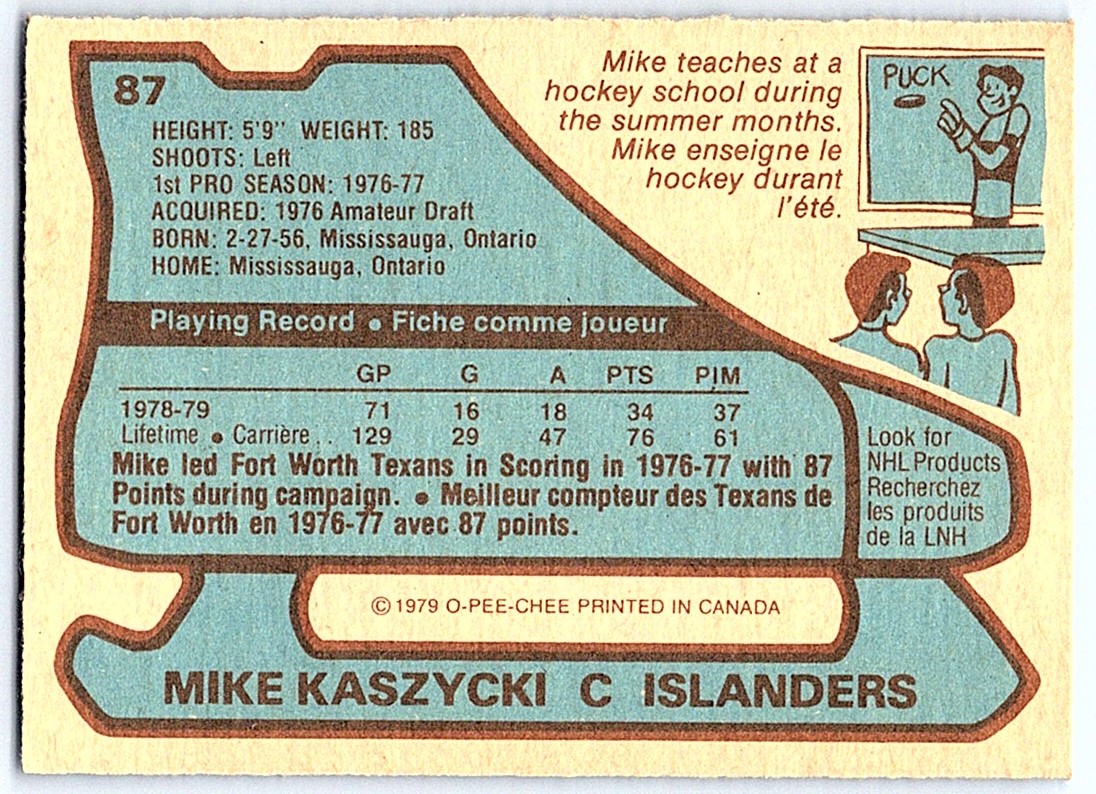 87
HEIGHT: 5'9" WEIGHT: 185
SHOOTS: Left
1st PRO SEASON: 1976-77
ACQUIRED: 1976 Amateur Draft
BORN: 2-27-56, Mississauga, Ontario
HOME: Mississauga, Ontario
Mike teaches at a
hockey school during
the summer months.
Mike enseigne le
hockey durant
l'été.
PUCK
Playing Record • Fiche comme joueur
GP G A PTS PIM
1978-79 71 16 18 34 37
Lifetime • Carrière . . 129 29 47 76 61
Mike led Fort Worth Texans in Scoring in 1976-77 with 87
Points during campaign. • Meilleur compteur des Texans de
Fort Worth en 1976-77 avec 87 points.
Look for
NHL Products
Recherchez
les produits
de la LNH
© 1979 O-PEE-CHEE PRINTED IN CANADA
MIKE KASZYCKI C ISLANDERS